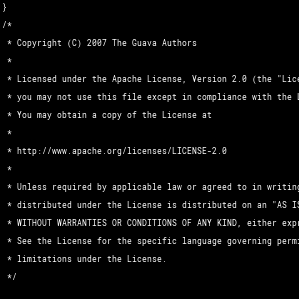 }
/*
* Copyright (C) 2007 The Guava Authors
*
* Licensed under the Apache License, Version 2.0 (the "Lice
* you may not use this file except in compliance with the L
* You may obtain a copy of the License at
*
* http://www.apache.org/licenses/LICENSE-2.0
*
* Unless required by applicable law or agreed to in writing
* distributed under the License is distributed on an "AS IS
* WITHOUT WARRANTIES OR CONDITIONS OF ANY KIND, either expr
* See the License for the specific language governing permi
* limitations under the License.
*/